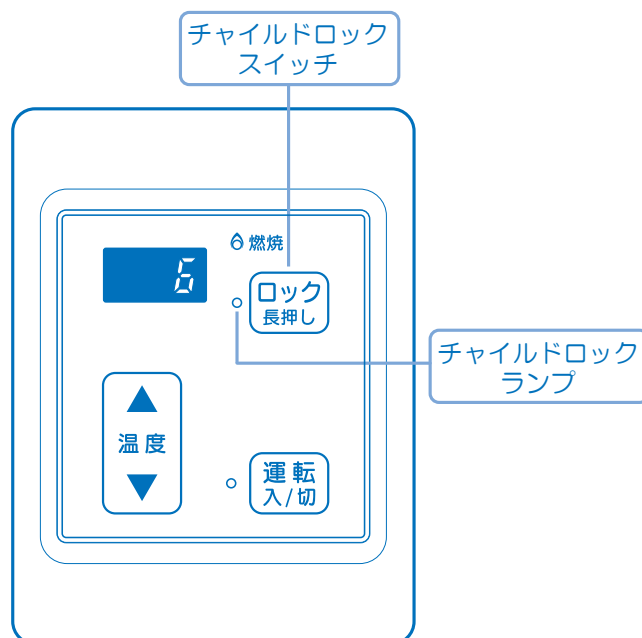 チャイルドロック
スイッチ
燃焼
6
ロック
長押し
チャイルドロック
ランプ
温度
運転
入/切